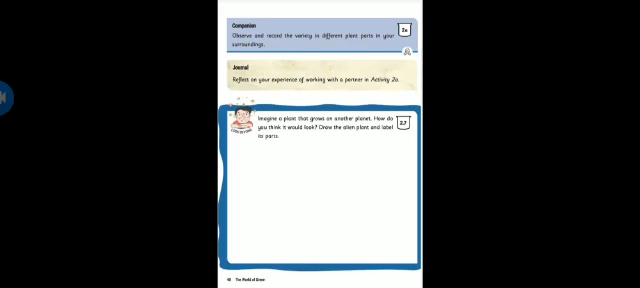 Companion
2a
Observe and record the variety in different plant parts in your
surroundings.
Journal
Reflect on your experience of working with a partner in Activity 2a.
Imagine a plant that grows on another planet. How do
you think it would look? Draw the alien plant and label
its parts.
2.7
The World of Green